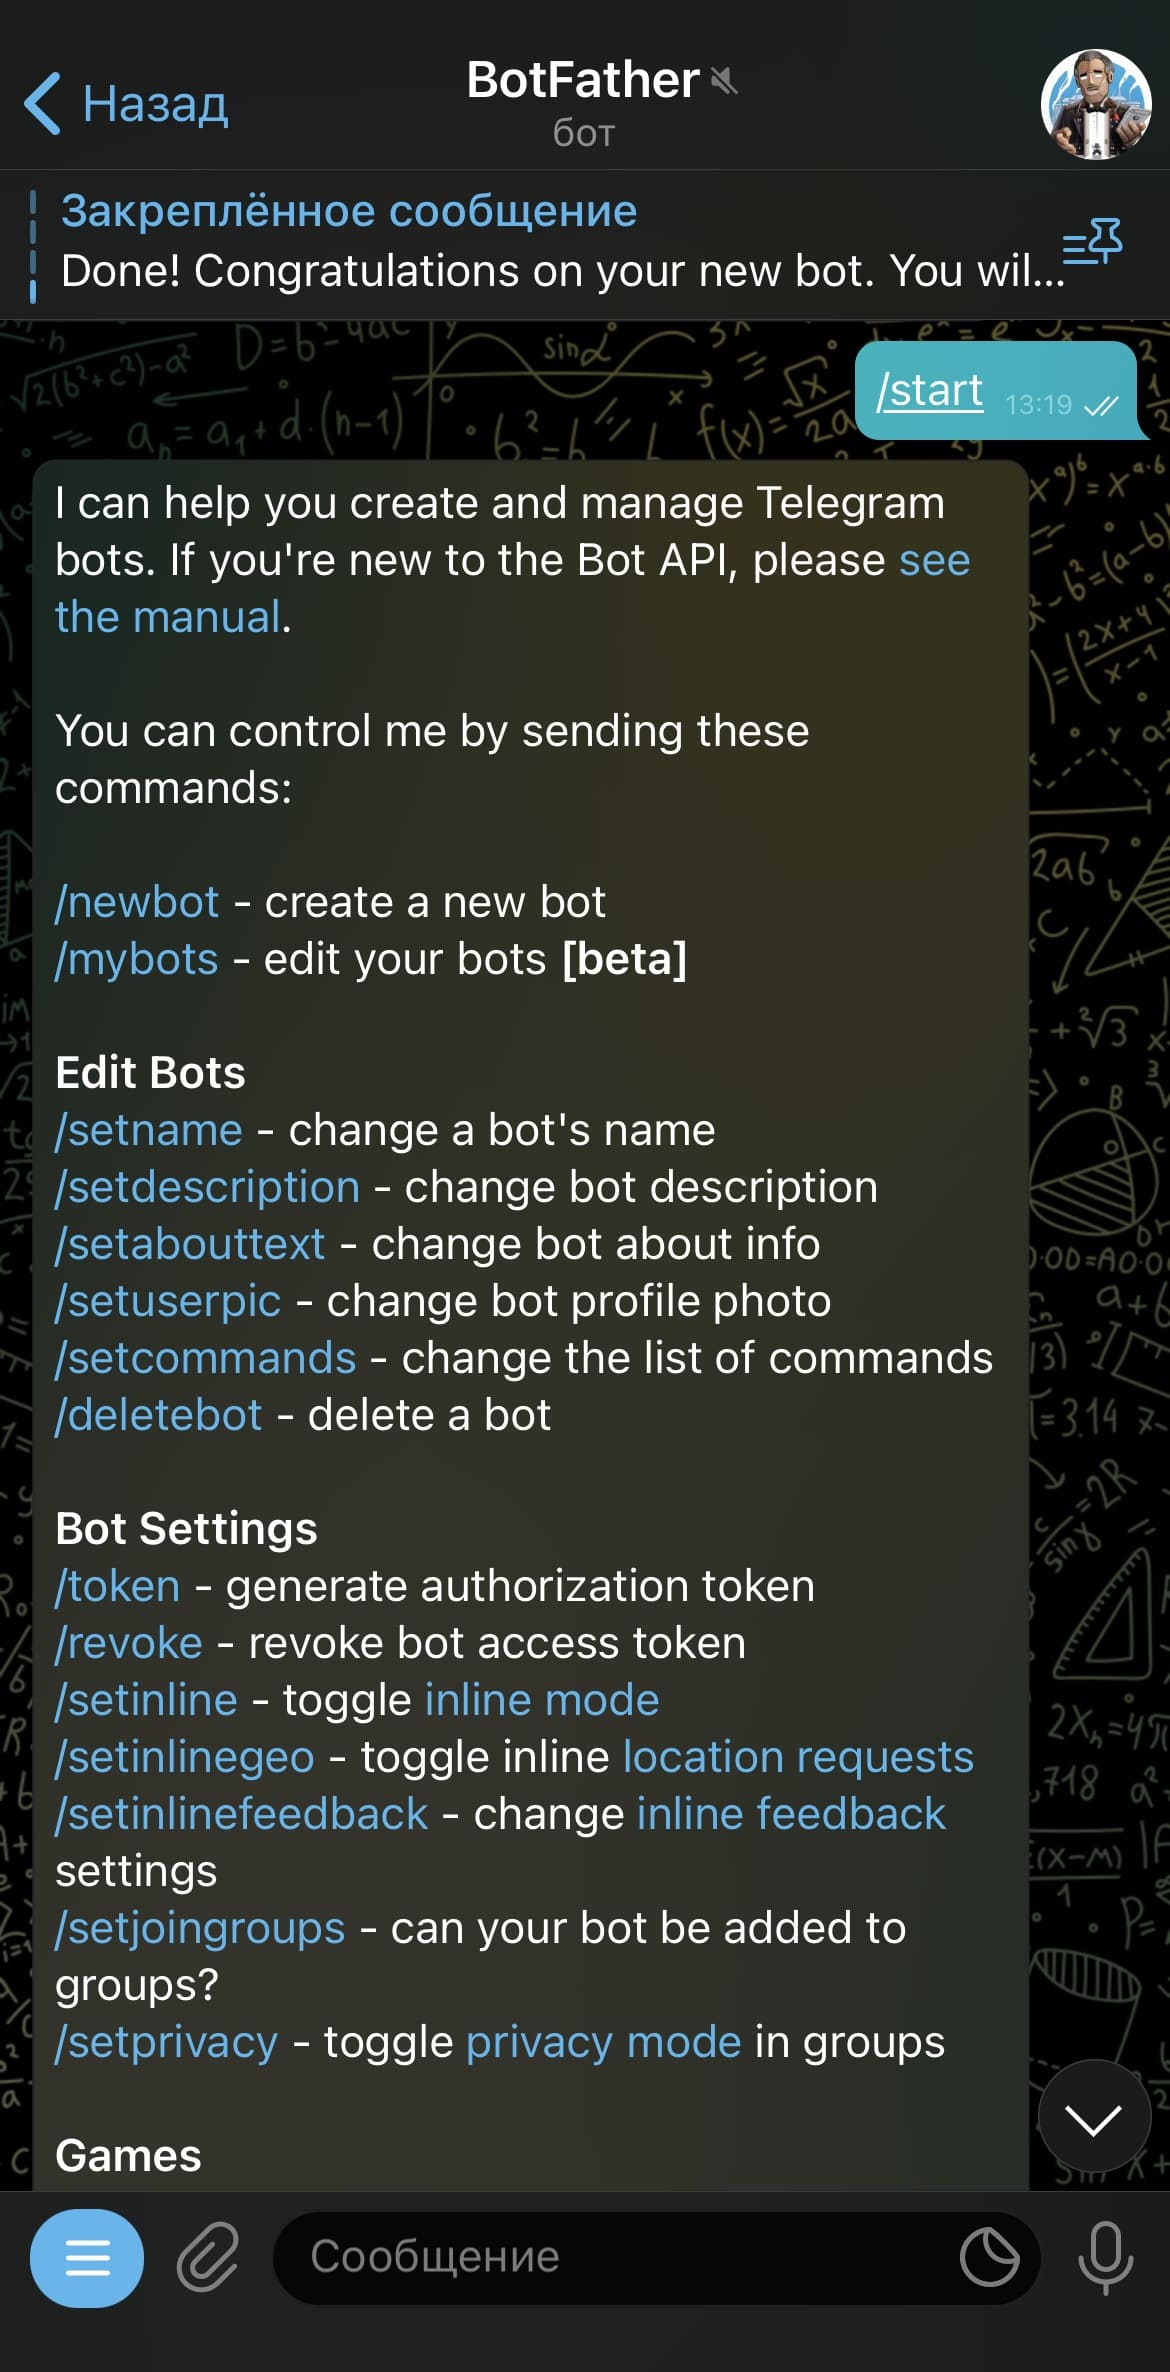 Назад
BotFather
бот
Закреплённое сообщение
Done! Congratulations on your new bot. You wil...
/start 13:19
I can help you create and manage Telegram
bots. If you're new to the Bot API, please see
the manual.
You can control me by sending these
commands:
/newbot - create a new bot
/mybots - edit your bots [beta]
Edit Bots
/setname - change a bot's name
/setdescription - change bot description
/setabouttext - change bot about info
/setuserpic - change bot profile photo
/setcommands - change the list of commands
/deletebot - delete a bot
Bot Settings
/token - generate authorization token
/revoke - revoke bot access token
/setinline - toggle inline mode
/setinlinegeo - toggle inline location requests
/setinlinefeedback - change inline feedback
settings
/setjoingroups - can your bot be added to
groups?
/setprivacy - toggle privacy mode in groups
Games
Сообщение